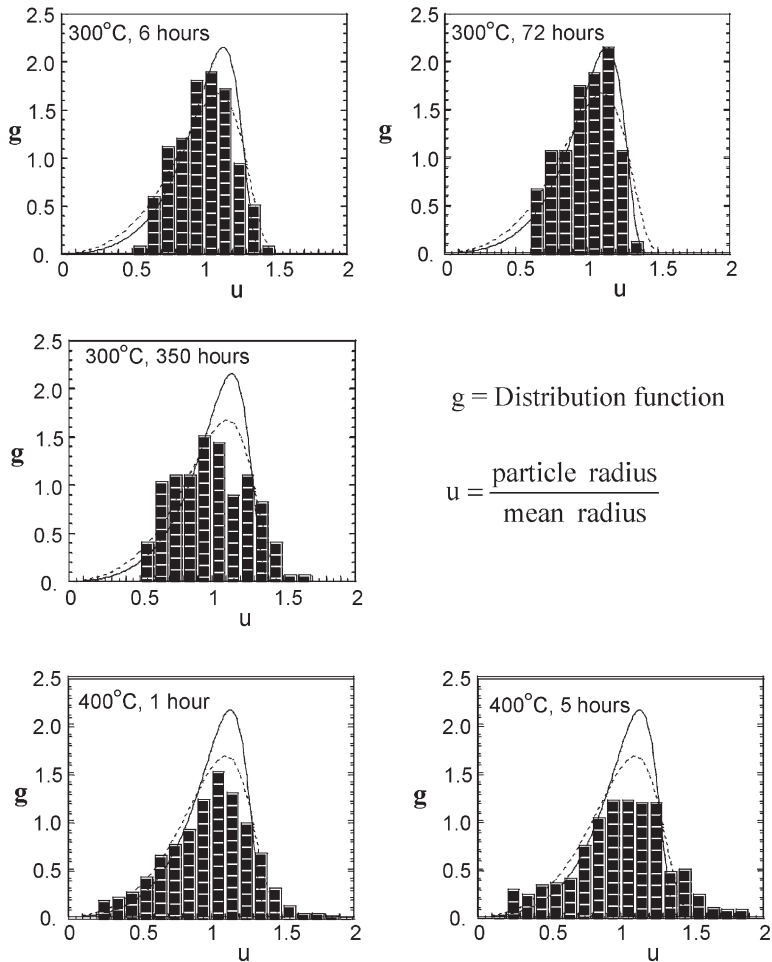 300°C, 6 hours
2.5
2.0
1.5
1.0
0.5
0.
g
0 0.5 1 1.5 2
u
300°C, 72 hours
2.5
2.0
1.5
1.0
0.5
0.
g
0 0.5 1 1.5 2
u
300°C, 350 hours
2.5
2.0
1.5
1.0
0.5
0.
g
0 0.5 1 1.5 2
u
g = Distribution function
u = particle radius
mean radius
400°C, 1 hour
2.5
2.0
1.5
1.0
0.5
0.
g
0 0.5 1 1.5 2
u
400°C, 5 hours
2.5
2.0
1.5
1.0
0.5
0.
g
0 0.5 1 1.5 2
u